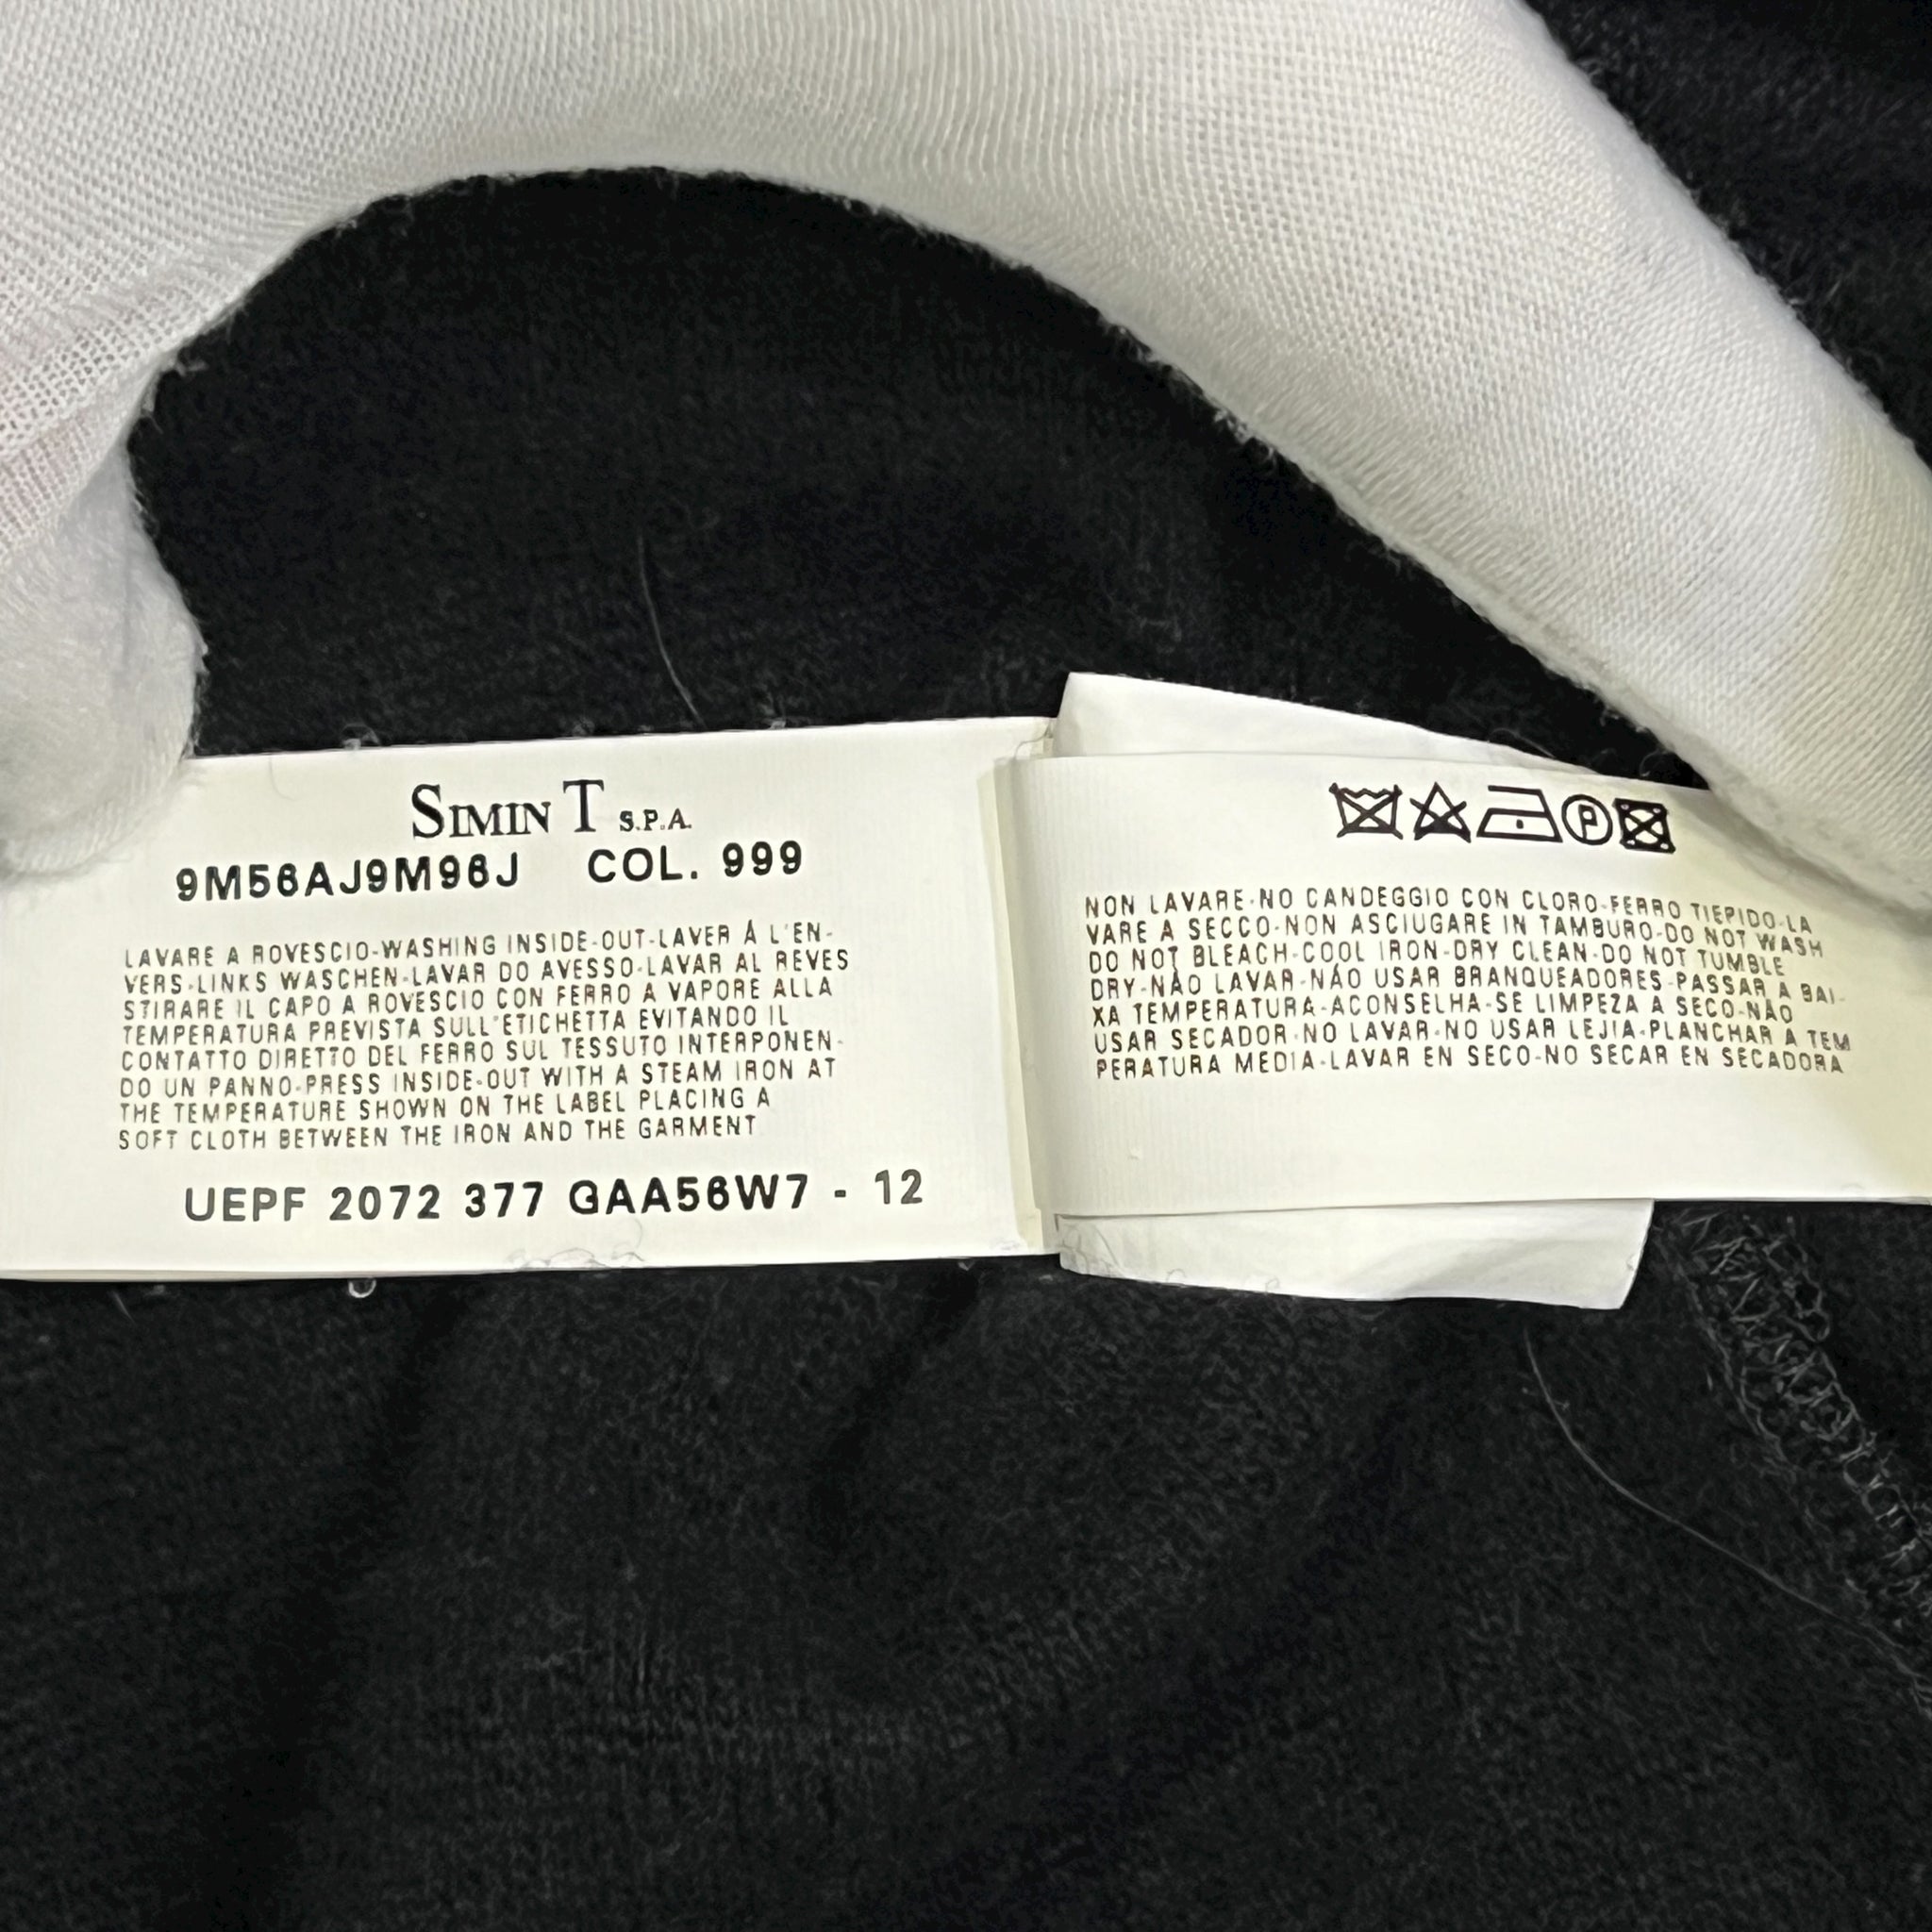 SIMIN T S.P.A.
9M56AJ9M96J COL. 999
LAVARE A ROVESCIO-WASHING INSIDE-OUT-LAVER Á L'EN-
VERS-LINKS WASCHEN-LAVAR DO AVESSO-LAVAR AL REVES
STIRARE IL CAPO A ROVESCIO CON FERRO A VAPORE ALLA
TEMPERATURA PREVISTA SULL'ETICHETTA EVITANDO IL
CONTATTO DIRETTO DEL FERRO SUL TESSUTO INTERPONEN-
DO UN PANNO-PRESS INSIDE-OUT WITH A STEAM IRON AT
THE TEMPERATURE SHOWN ON THE LABEL PLACING A
SOFT CLOTH BETWEEN THE IRON AND THE GARMENT
UEPF 2072 377 GAA56W7 - 12
P
NON LAVARE-NO CANDEGGIO CON CLORO-FERRO TIEPIDO-LA
VARE A SECCO-NON ASCIUGARE IN TAMBURO-DO NOT WASH
DO NOT BLEACH-COOL IRON-DRY CLEAN-DO NOT TUMBLE
DRY-NÃO LAVAR-NÃO USAR BRANQUEADORES-PASSAR A BAI-
XA TEMPERATURA-ACONSELHA-SE LIMPEZA A SECO-NÃO
USAR SECADOR-NO LAVAR-NO USAR LEJIA-PLANCHAR A TEM
PERATURA MEDIA-LAVAR EN SECO-NO SECAR EN SECADORA